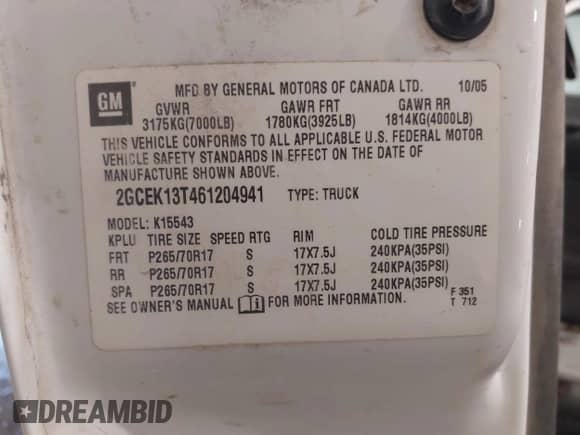 GM
MFD BY GENERAL MOTORS OF CANADA LTD. 10/05
GVWR GAWR FRT GAWR RR
3175KG(7000LB) 1780KG(3925LB) 1814KG(4000LB)
THIS VEHICLE CONFORMS TO ALL APPLICABLE U.S. FEDERAL MOTOR
VEHICLE SAFETY STANDARDS IN EFFECT ON THE DATE OF
MANUFACTURE SHOWN ABOVE.
2GCEK13T461204941 TYPE: TRUCK
MODEL: K15543
KPLU TIRE SIZE SPEED RTG RIM COLD TIRE PRESSURE
FRT P265/70R17 S 17X7.5J 240KPA(35PSI)
RR P265/70R17 S 17X7.5J 240KPA(35PSI)
SPA P265/70R17 S 17X7.5J 240KPA(35PSI)
SEE OWNER'S MANUAL FOR MORE INFORMATION.
F 351
T 712
DREAMBID